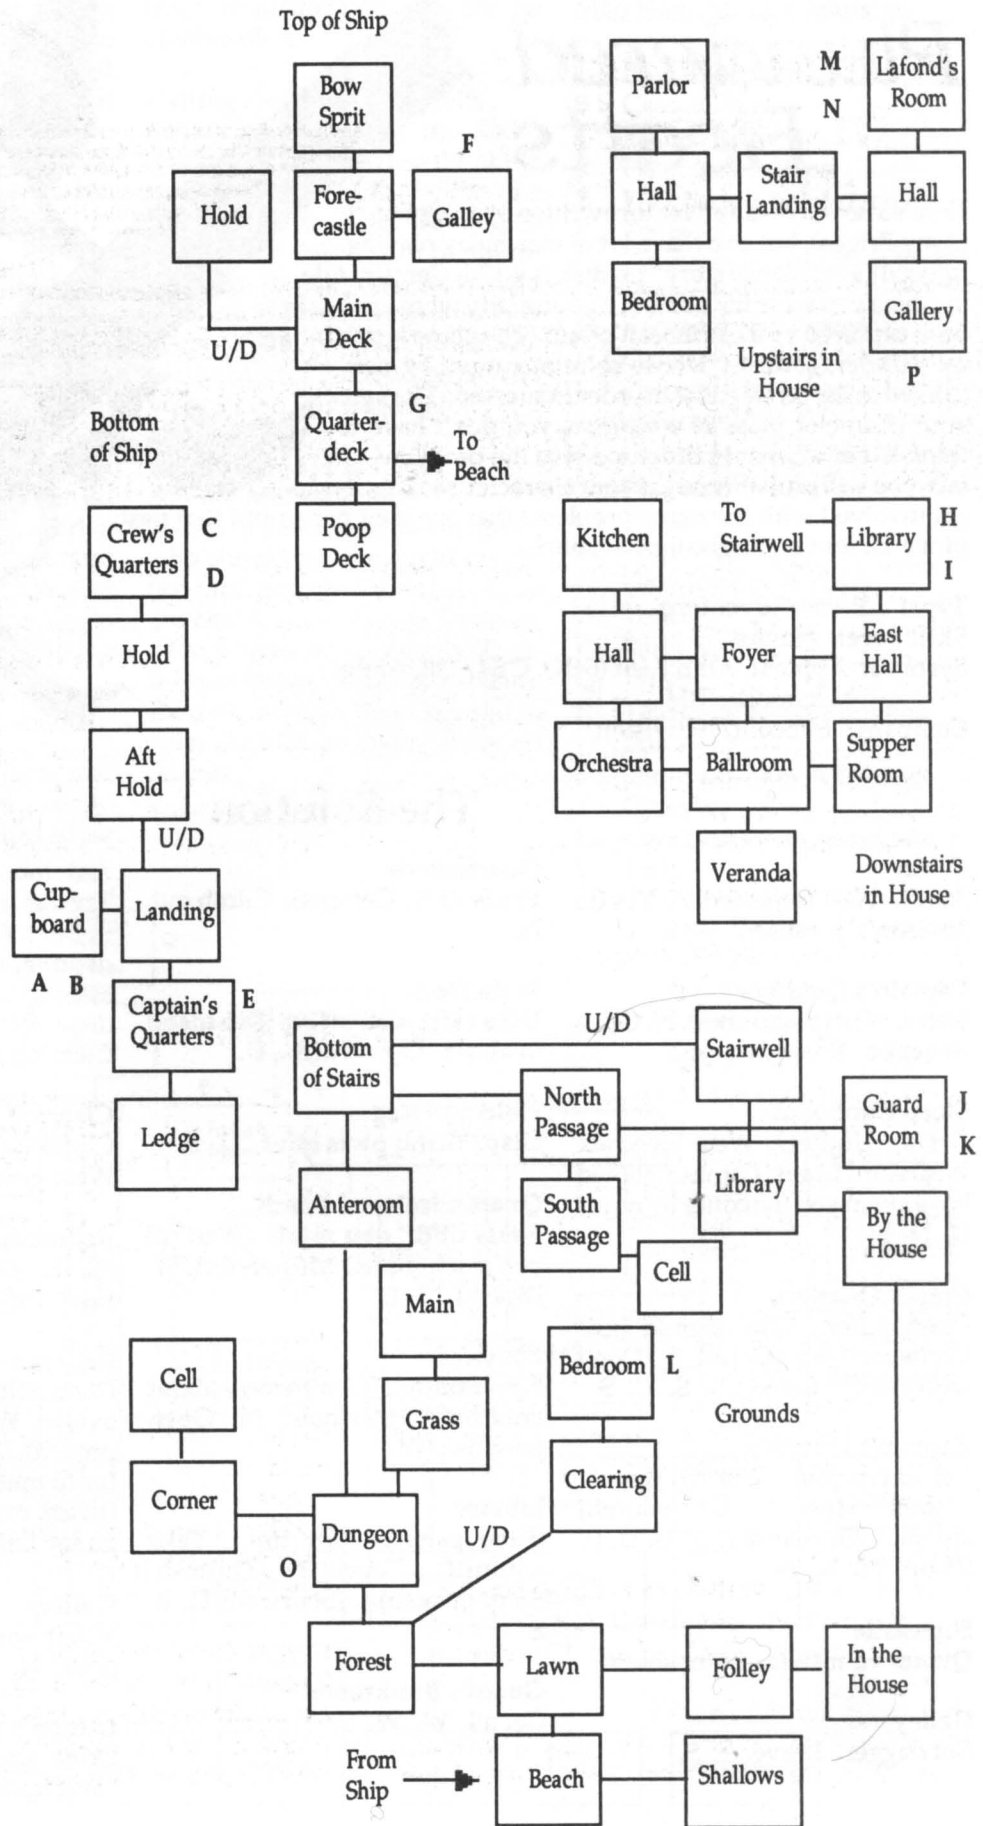 Top of Ship
Bow
Sprit
F
Hold
Fore-
castle
Galley
Main
Deck
U/D
G
Quarter-
deck
To
Beach
Poop
Deck
Parlor
M
N
Lafond's
Room
Hall
Stair
Landing
Hall
Bedroom
Gallery
Upstairs in
House
P
Bottom
of Ship
Crew's
Quarters
C
D
Hold
Aft
Hold
U/D
Cup-
board
Landing
A
B
Captain's
Quarters
E
Ledge
Kitchen
To
Stairwell
Library
H
I
Hall
Foyer
East
Hall
Orchestra
Ballroom
Supper
Room
Veranda
Downstairs
in House
Bottom
of Stairs
U/D
Stairwell
North
Passage
Guard
Room
J
K
Anteroom
South
Passage
Library
By the
House
Cell
Main
Cell
Grass
Bedroom
L
Grounds
Corner
Dungeon
O
Clearing
U/D
Forest
Lawn
Folley
In the
House
From
Ship
Beach
Shallows